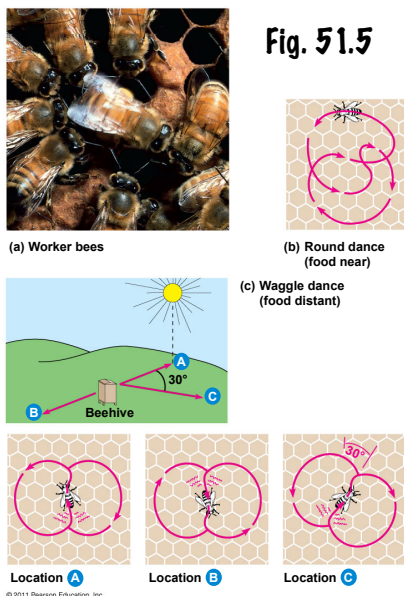 Fig. 51.5
(a) Worker bees
(b) Round dance
(food near)
(c) Waggle dance
(food distant)
A
30°
C
B
Beehive
30°
Location A
Location B
Location C
© 2011 Pearson Education, Inc.